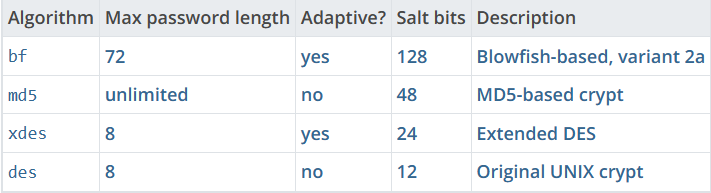 Algorithm Max password length Adaptive? Salt bits Description
bf 72 yes 128 Blowfish-based, variant 2a
md5 unlimited no 48 MD5-based crypt
xdes 8 yes 24 Extended DES
des 8 no 12 Original UNIX crypt